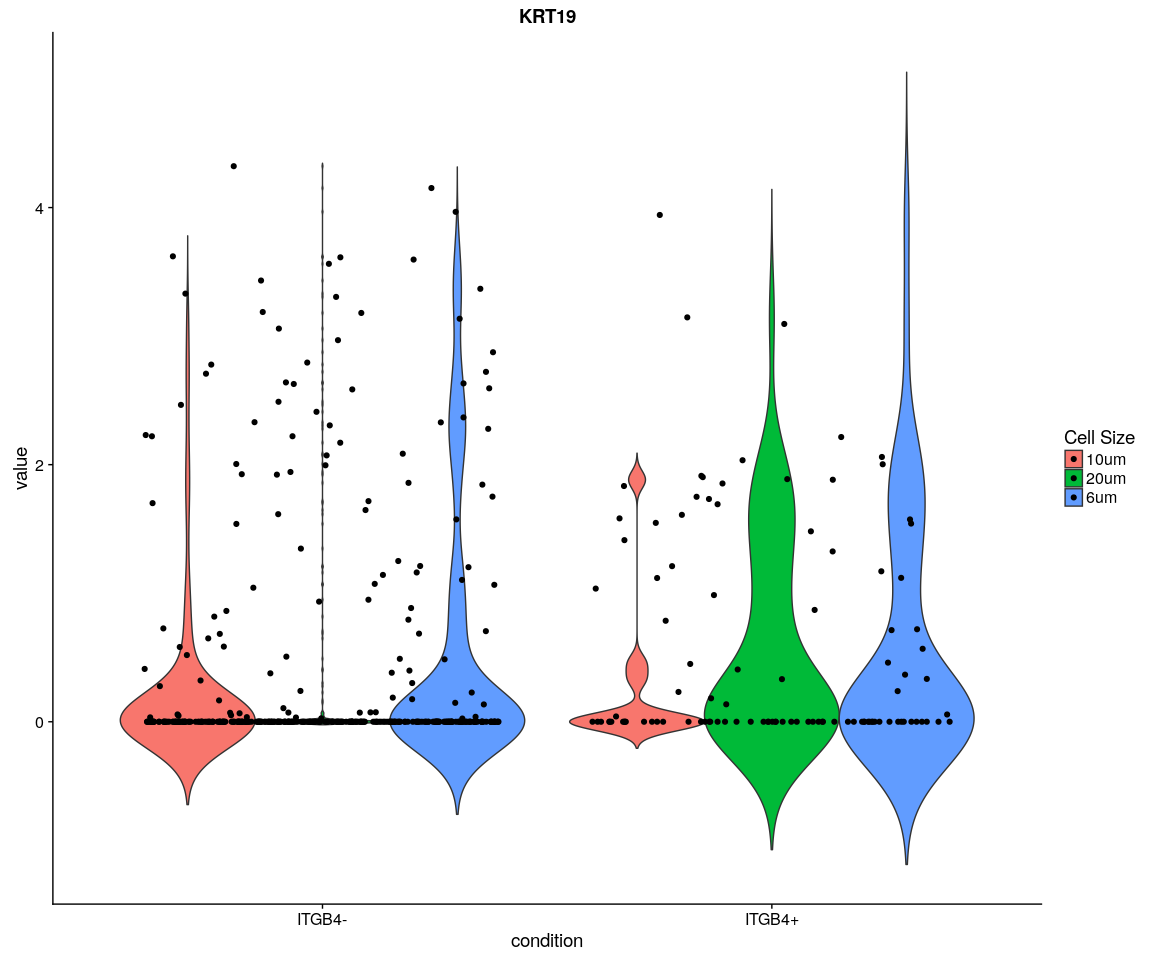 KRT19
4
2
0
value
ITGB4-
ITGB4+
condition
Cell Size
10um
20um
6um